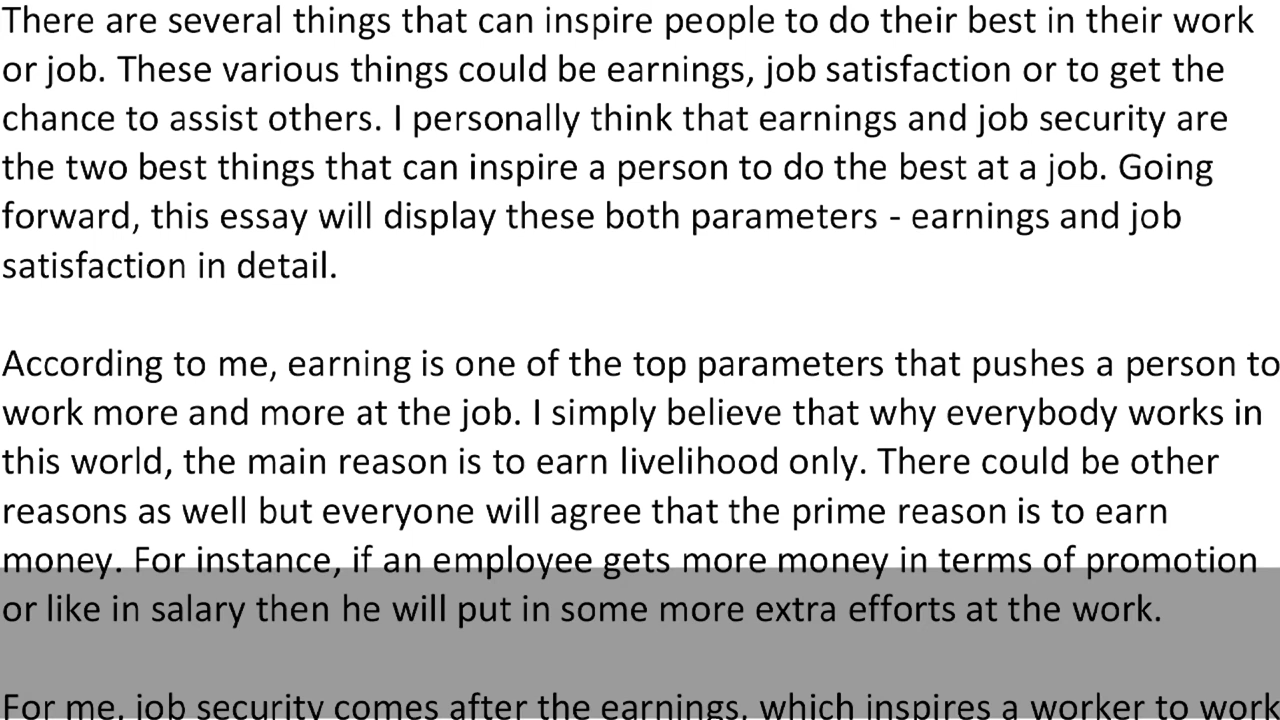 There are several things that can inspire people to do their best in their work
or job. These various things could be earnings, job satisfaction or to get the
chance to assist others. I personally think that earnings and job security are
the two best things that can inspire a person to do the best at a job. Going
forward, this essay will display these both parameters - earnings and job
satisfaction in detail.
According to me, earning is one of the top parameters that pushes a person to
work more and more at the job. I simply believe that why everybody works in
this world, the main reason is to earn livelihood only. There could be other
reasons as well but everyone will agree that the prime reason is to earn
money. For instance, if an employee gets more money in terms of promotion
or like in salary then he will put in some more extra efforts at the work.
For me, job security comes after the earnings, which inspires a worker to work